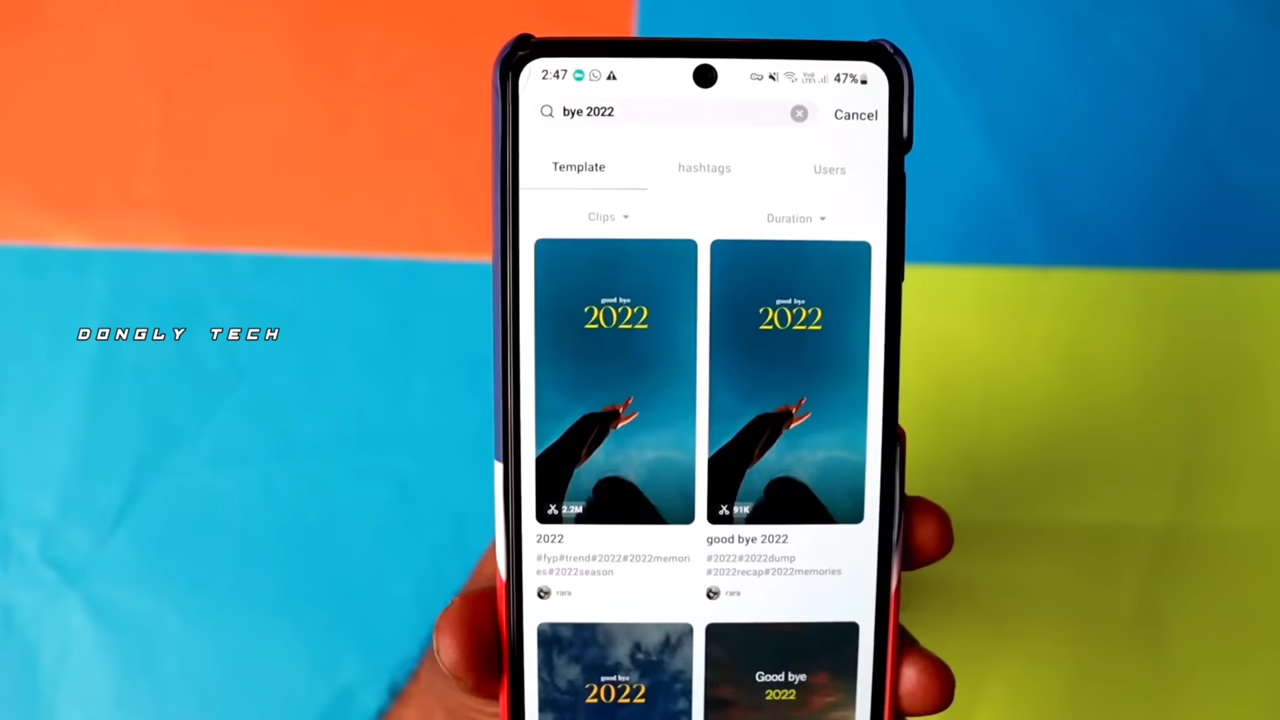 2:47
47%
bye 2022
Cancel
Template
hashtags
Users
Clips
Duration
good bye
2022
good bye
2022
2.2M
91K
2022
good bye 2022
#fyp#trend#2022#2022memori
es#2022season
#2022#2022dump
#2022recap#2022memories
rara
rara
good bye
2022
Good bye
2022
DONGLY TECH